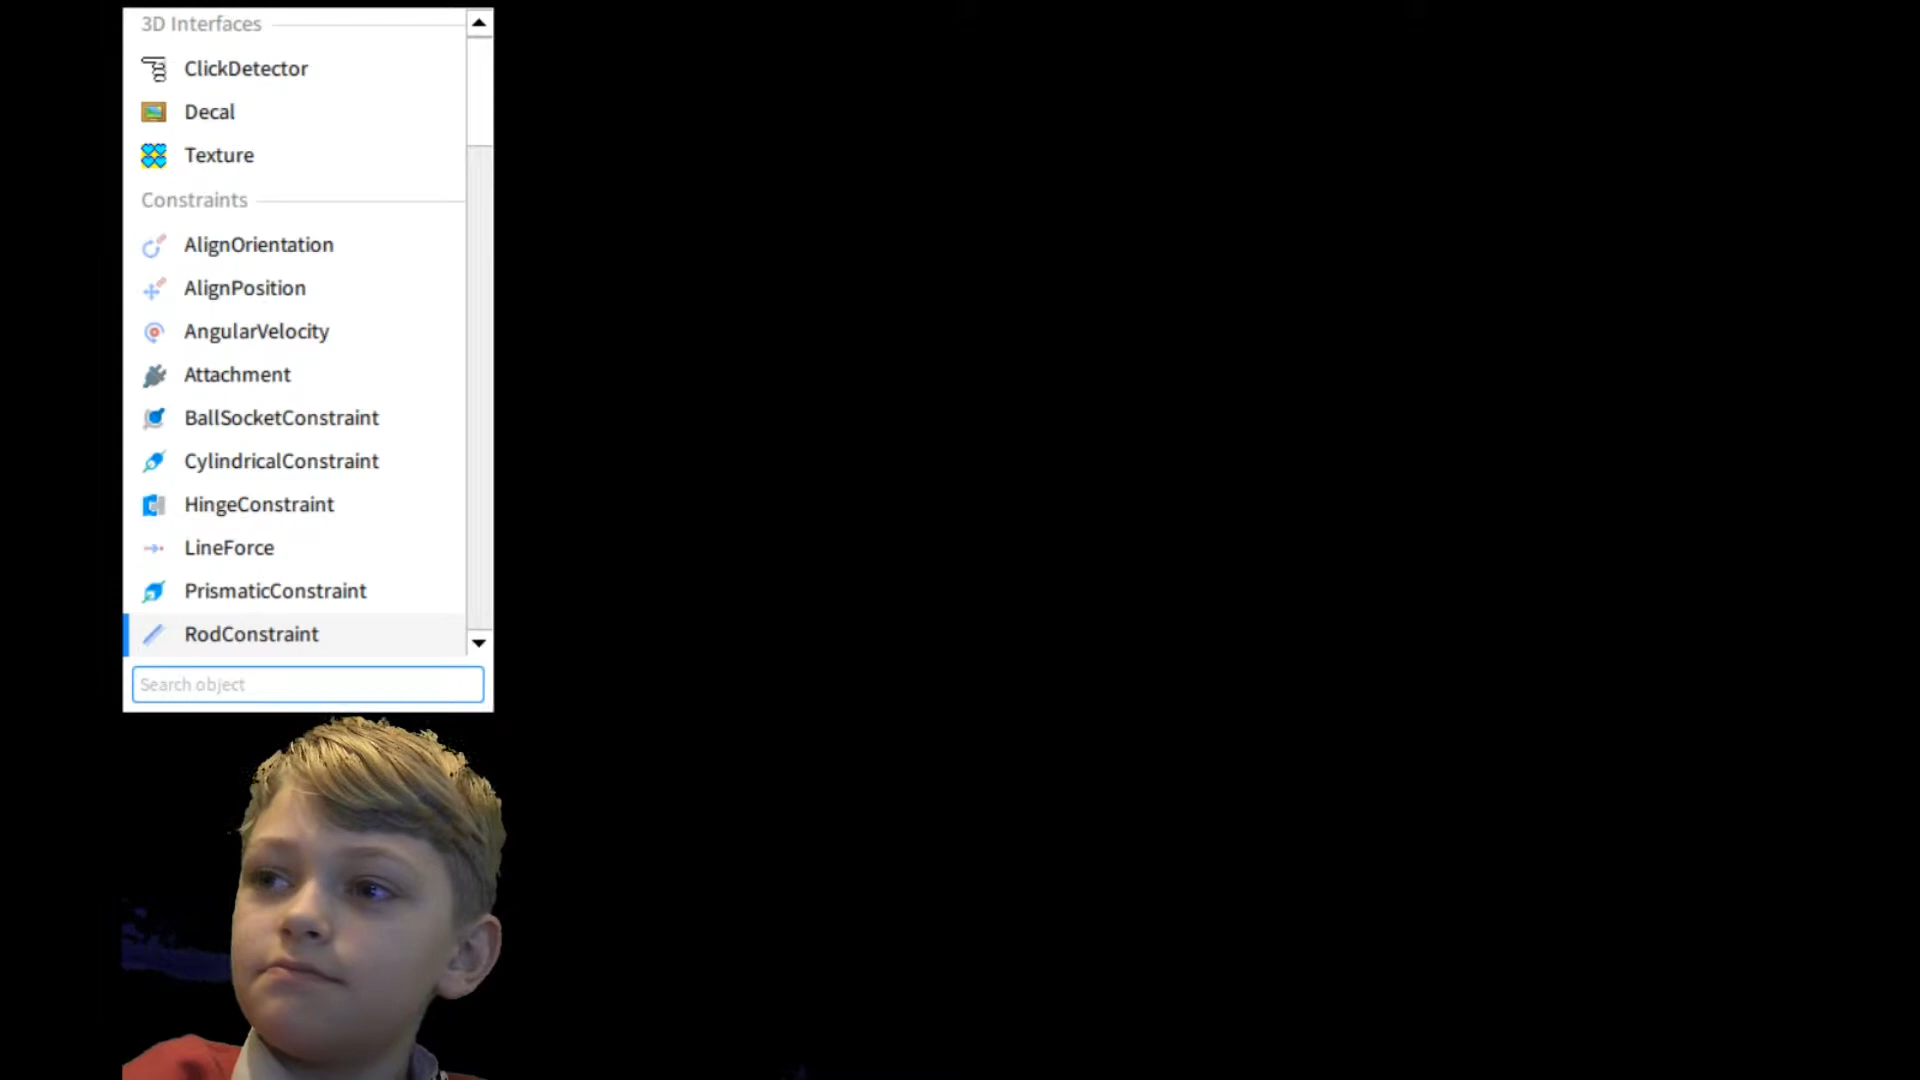 3D Interfaces
ClickDetector
Decal
Texture
Constraints
AlignOrientation
AlignPosition
AngularVelocity
Attachment
BallSocketConstraint
CylindricalConstraint
HingeConstraint
LineForce
PrismaticConstraint
RodConstraint
Search object